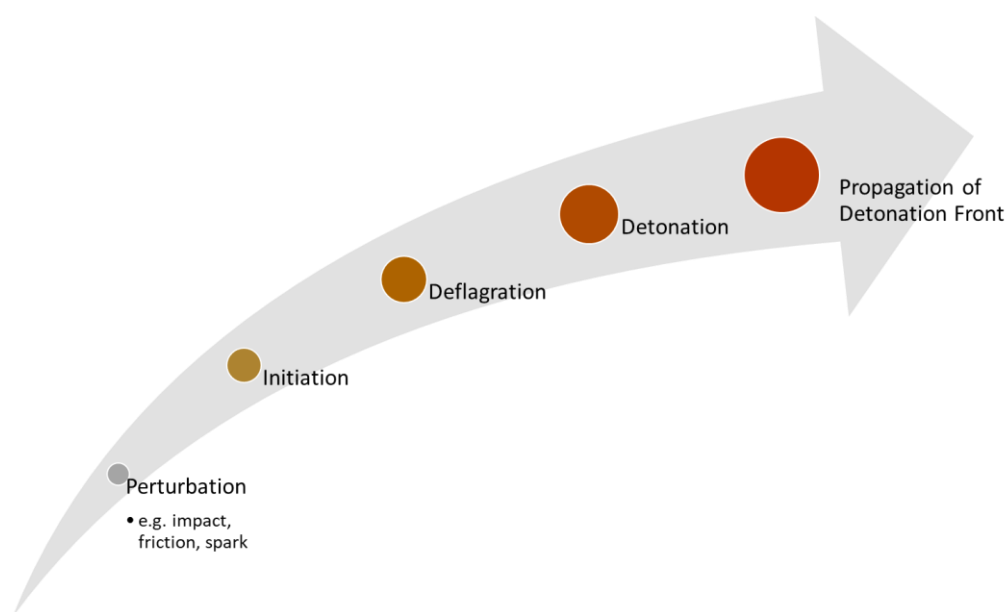 Propagation of
Detonation Front
Detonation
Deflagration
Initiation
Perturbation
• e.g. impact,
friction, spark